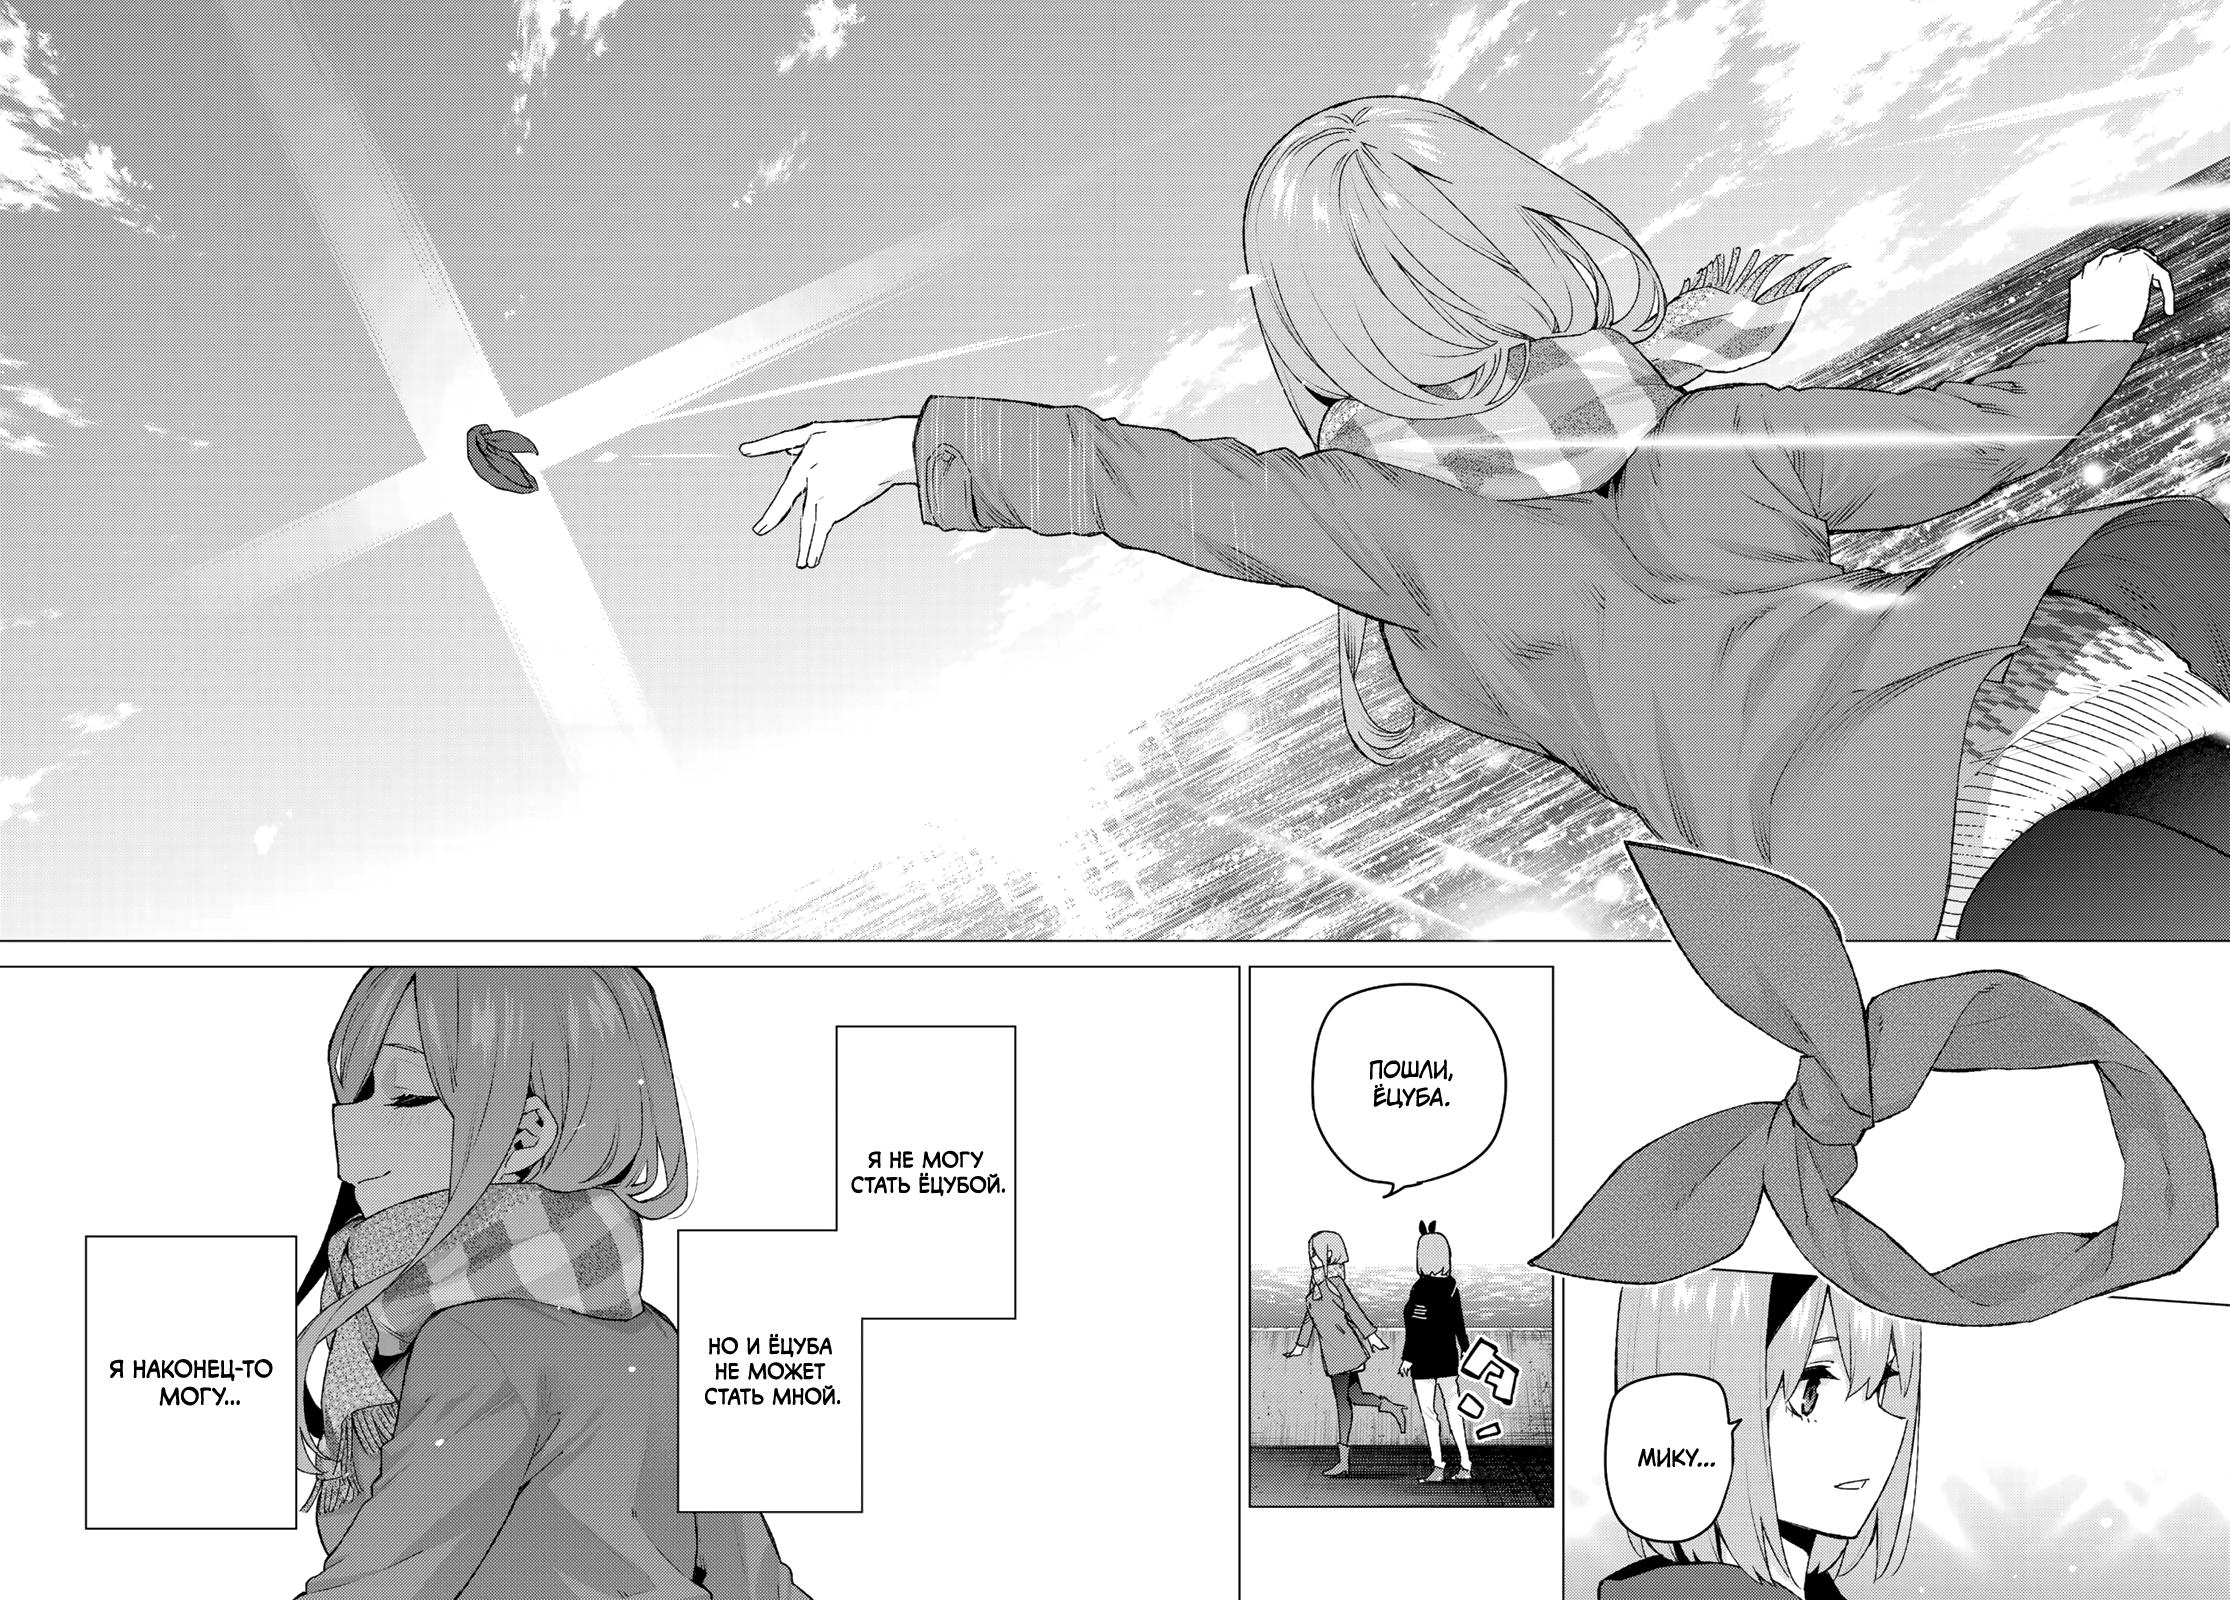 МИКУ...
ПОШЛИ,
ЁЦУБА.
Я НЕ МОГУ
СТАТЬ ЁЦУБОЙ.
НО И ЁЦУБА
НЕ МОЖЕТ
СТАТЬ МНОЙ.
Я НАКОНЕЦ-ТО
МОГУ...